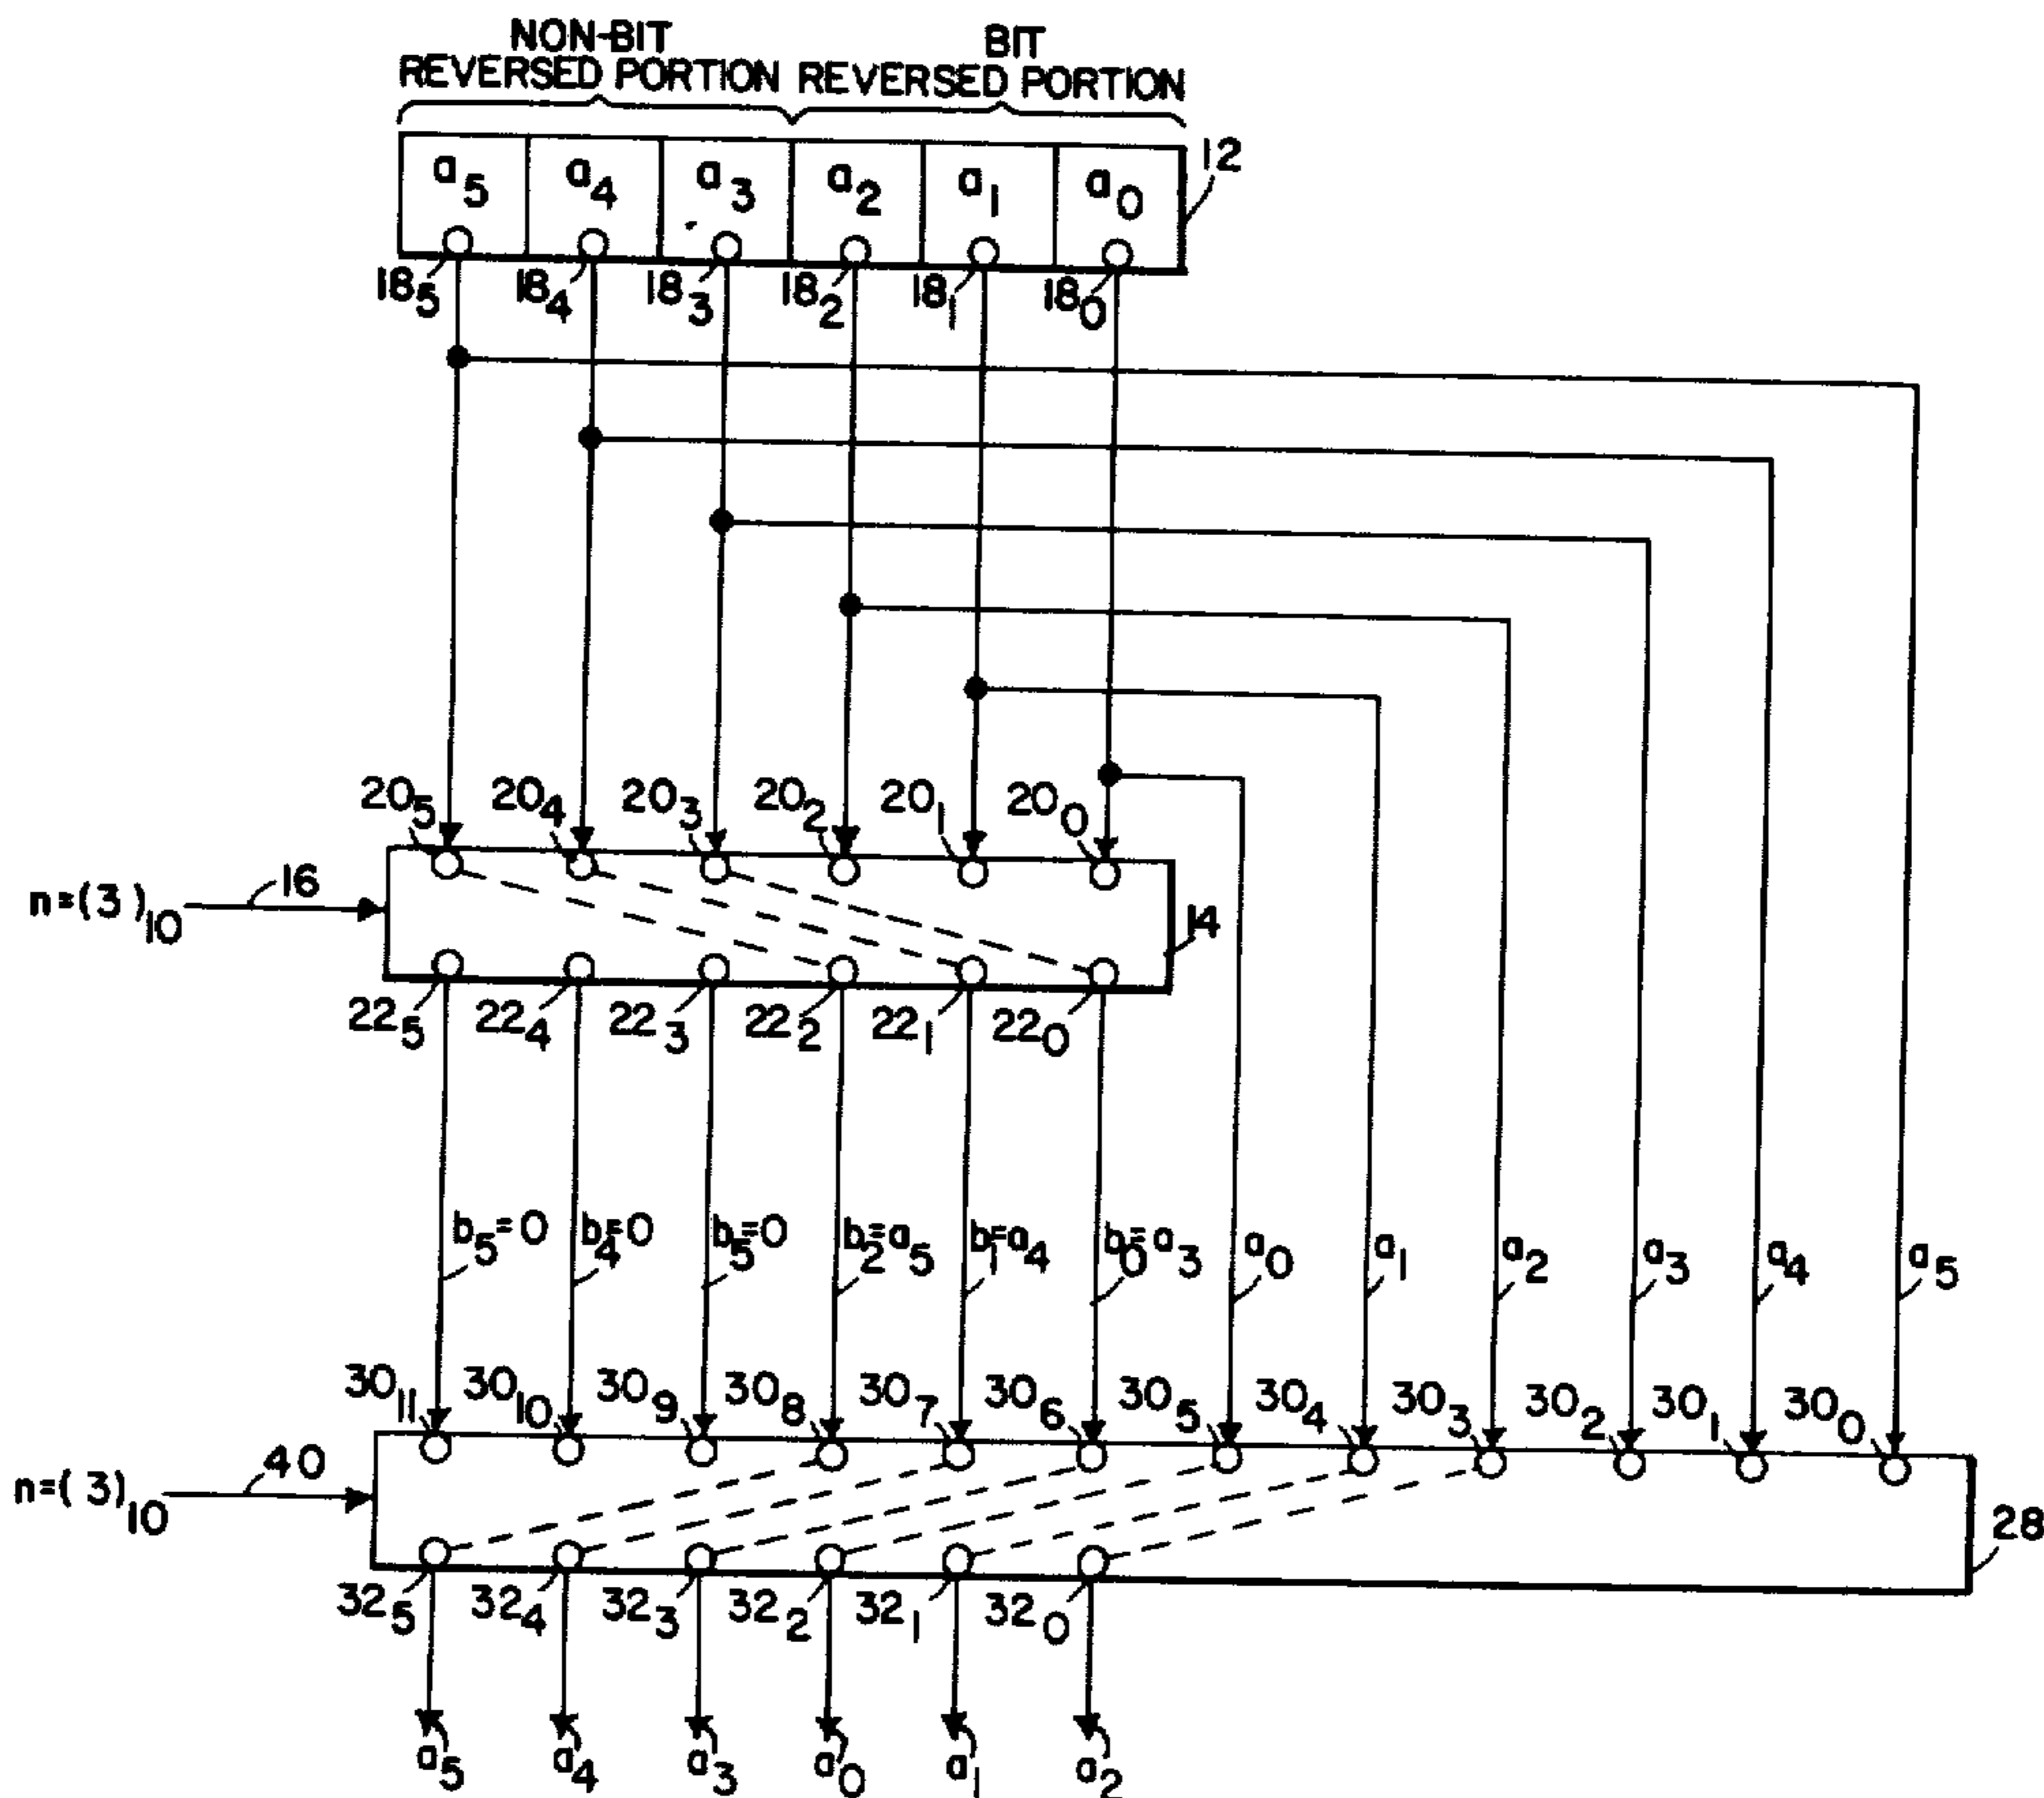 NON-BIT
REVERSED PORTION
BIT
REVERSED PORTION
a5 a4 a3 a2 a1 a0
12
185 184 183 182 181 180
205 204 203 202 201 200
n=(3)10
16
14
225 224 223 222 221 220
b5=0 b4=0 b5=0 b2=a5 b1=a4 b0=a3 a0 a1 a2 a3 a4 a5
3011 3010 309 308 307 306 305 304 303 302 301 300
n=(3)10
40
28
325 324 323 322 321 320
a5 a4 a3 a0 a1 a2